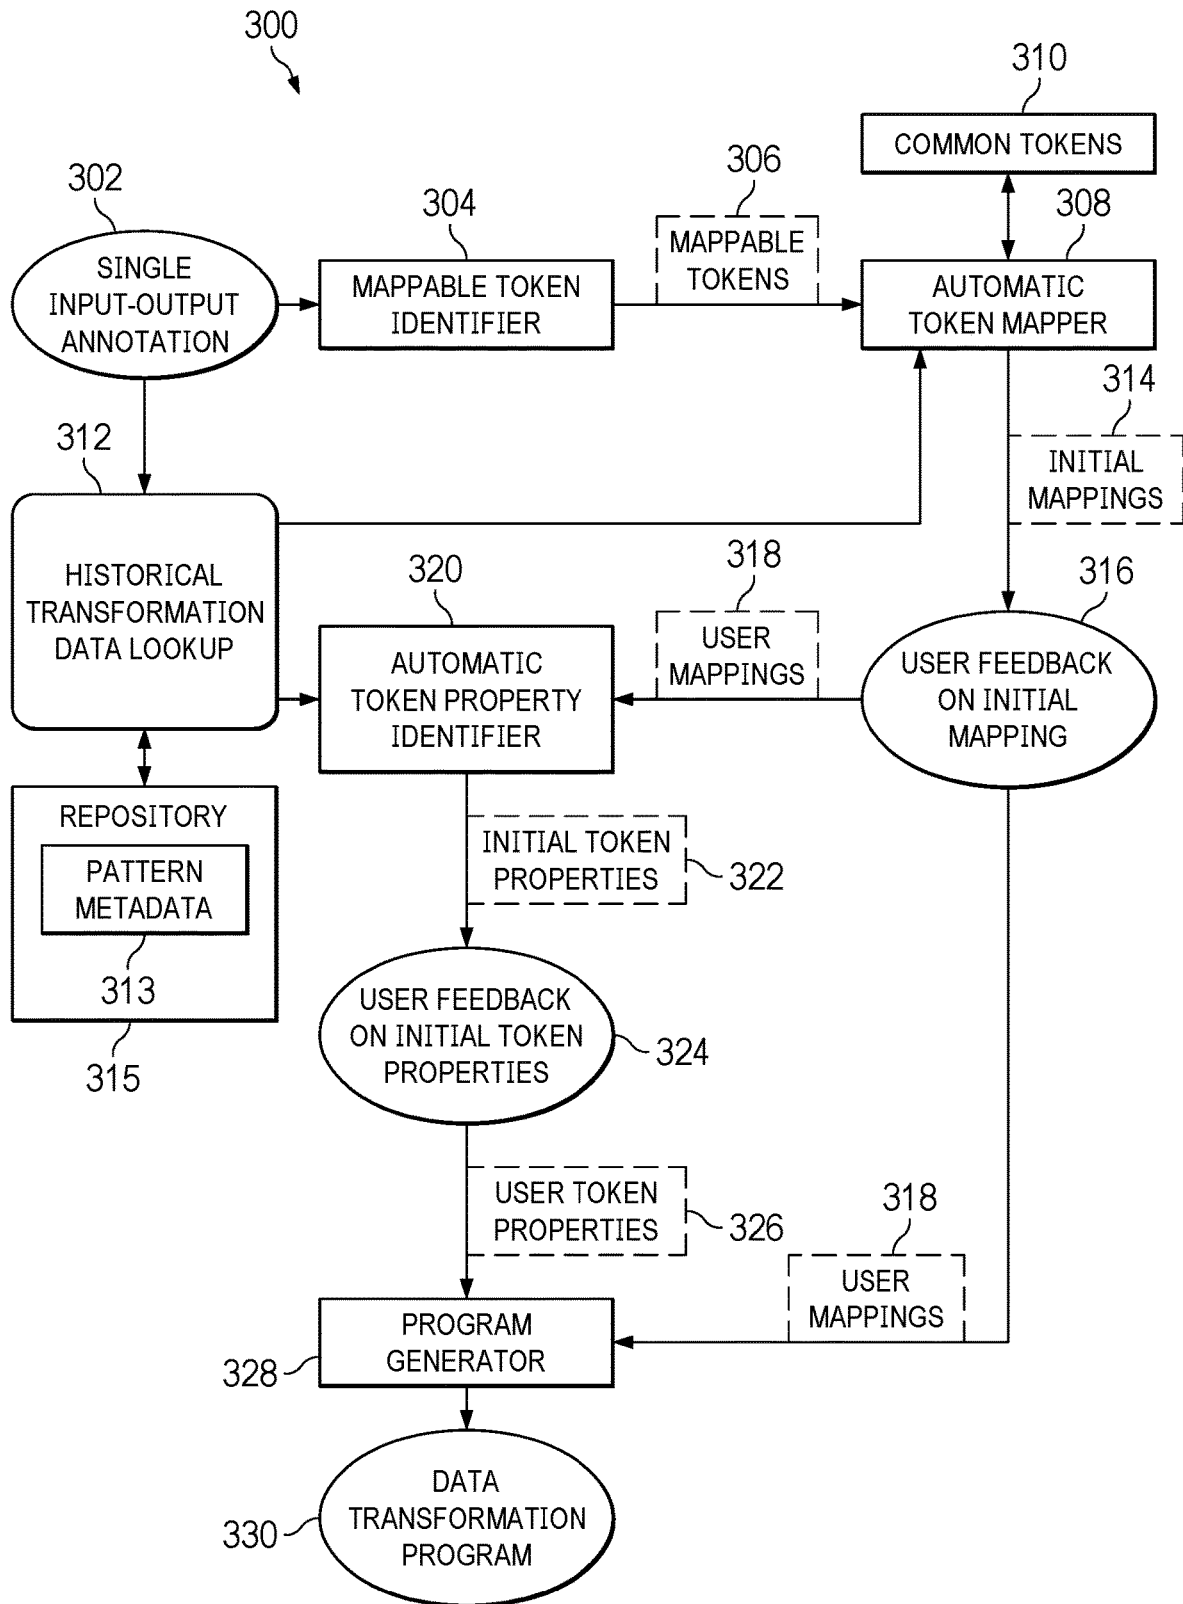 300
310
COMMON TOKENS
302
304
306
308
SINGLE
INPUT-OUTPUT
ANNOTATION
MAPPABLE TOKEN
IDENTIFIER
MAPPABLE
TOKENS
AUTOMATIC
TOKEN MAPPER
312
314
INITIAL
MAPPINGS
HISTORICAL
TRANSFORMATION
DATA LOOKUP
320
318
316
AUTOMATIC
TOKEN PROPERTY
IDENTIFIER
USER
MAPPINGS
USER FEEDBACK
ON INITIAL
MAPPING
REPOSITORY
PATTERN
METADATA
313
315
INITIAL TOKEN
PROPERTIES
322
USER FEEDBACK
ON INITIAL TOKEN
PROPERTIES
324
USER TOKEN
PROPERTIES
326
318
USER
MAPPINGS
PROGRAM
GENERATOR
328
DATA
TRANSFORMATION
PROGRAM
330